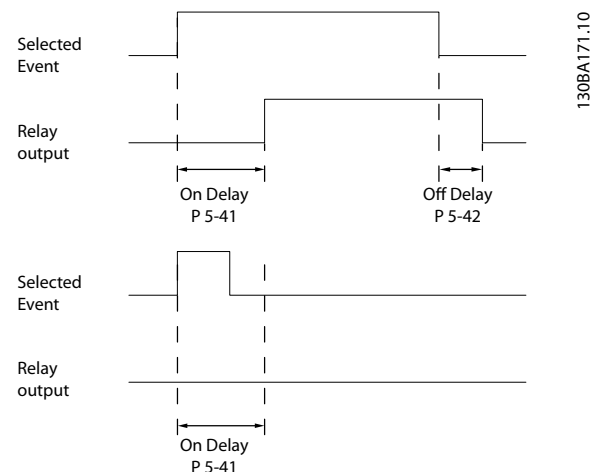 130BA171.10
Selected
Event
Relay
output
On Delay
P 5-41
Off Delay
P 5-42
Selected
Event
Relay
output
On Delay
P 5-41